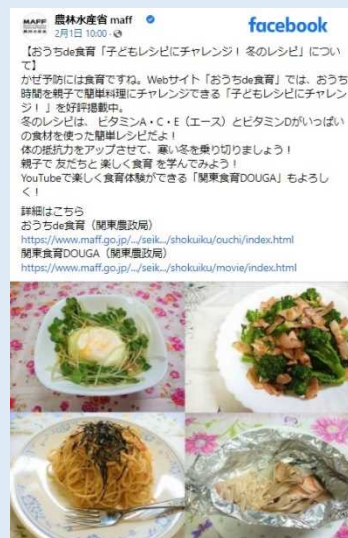 MAFF
農林水産省
農林水産省 maff
2月1日 10:00
facebook
【おうちde食育「子どもレシピにチャレンジ! 冬のレシピ」につい
て】
かぜ予防には食育ですね。Webサイト「おうちde食育」では、おうち
時間を親子で簡単料理にチャレンジできる「子どもレシピにチャレン
ジ! 」を好評掲載中。
冬のレシピは、 ビタミンA・C・E(エース)とビタミンDがいっぱい
の食材を使った簡単レシピだよ!
体の抵抗力をアップさせて、寒い冬を乗り切りましょう!
親子で 友だちと 楽しく食育 を学んでみよう!
YouTubeで楽しく食育体験ができる「関東食育DOUGA」もよろし
く!
詳細はこちら
おうちde食育(関東農政局)
https://www.maff.go.jp/.../seik.../shokuiku/ouchi/index.html
関東食育DOUGA(関東農政局)
https://www.maff.go.jp/.../seik.../shokuiku/movie/index.html